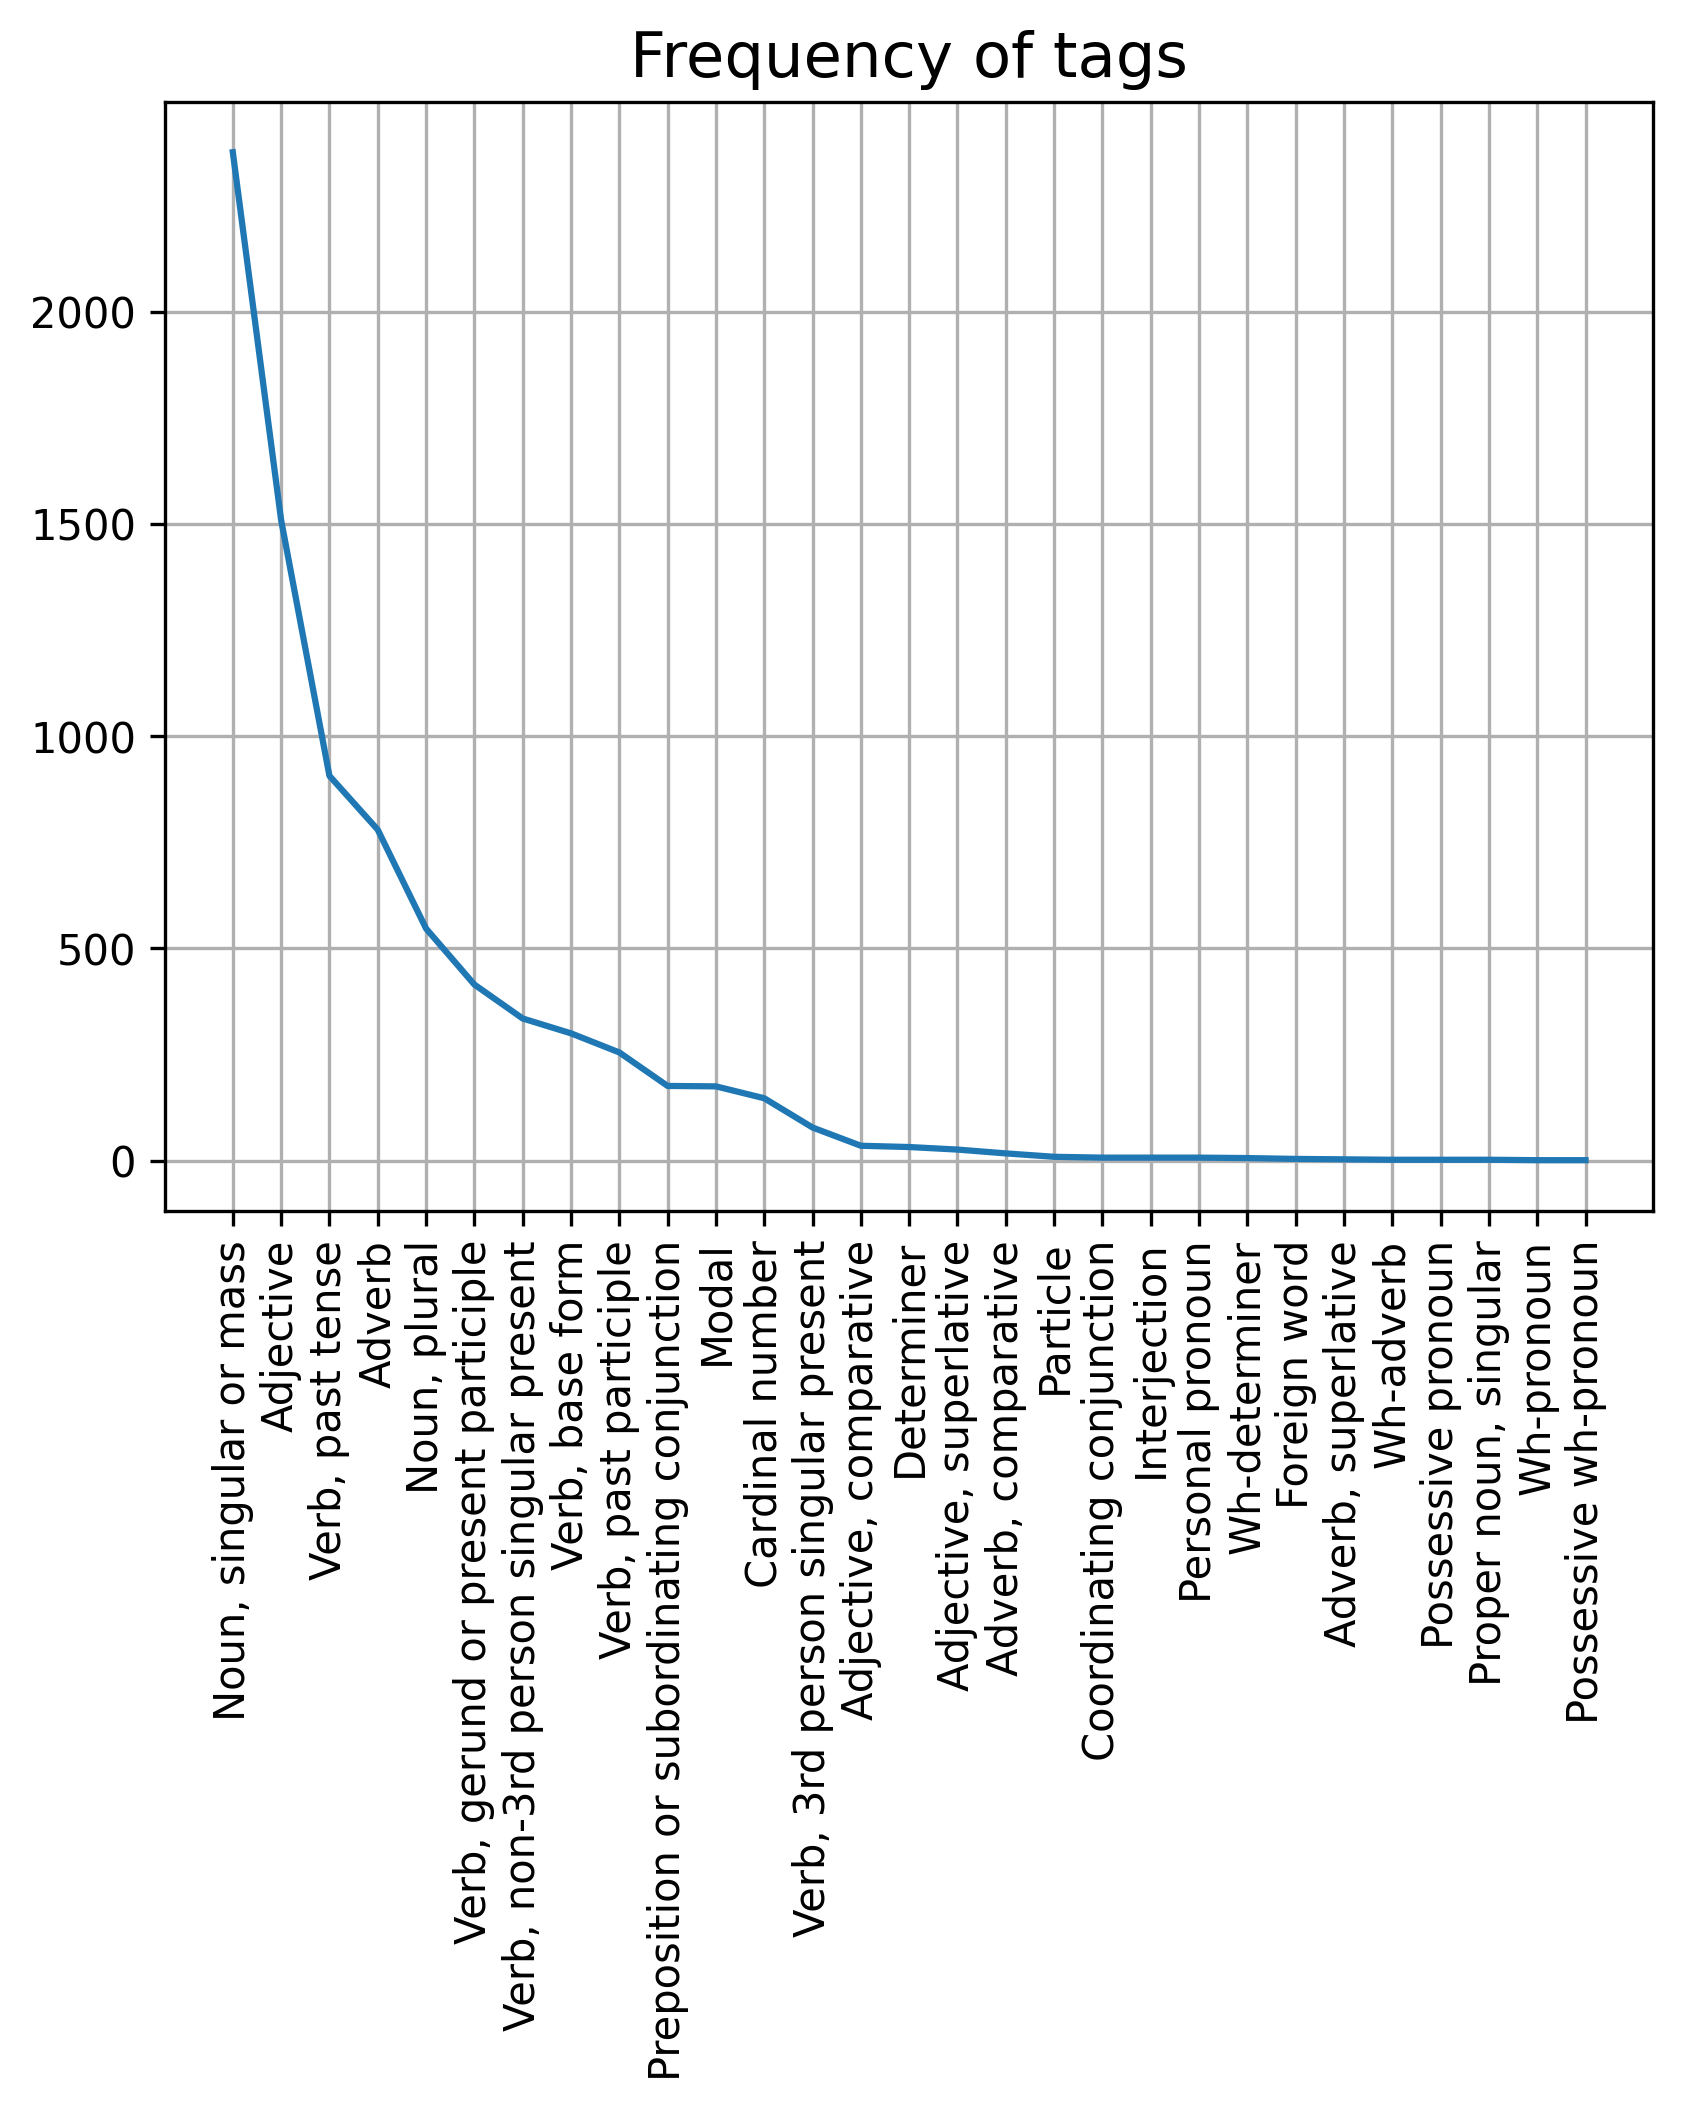 Frequency of tags
2000
1500
1000
500
0
Noun, singular or mass
Adjective
Verb, past tense
Adverb
Noun, plural
Verb, gerund or present participle
Verb, non-3rd person singular present
Verb, base form
Verb, past participle
Preposition or subordinating conjunction
Modal
Cardinal number
Verb, 3rd person singular present
Adjective, comparative
Determiner
Adjective, superlative
Adverb, comparative
Particle
Coordinating conjunction
Interjection
Personal pronoun
Wh-determiner
Foreign word
Adverb, superlative
Wh-adverb
Possessive pronoun
Proper noun, singular
Wh-pronoun
Possessive wh-pronoun